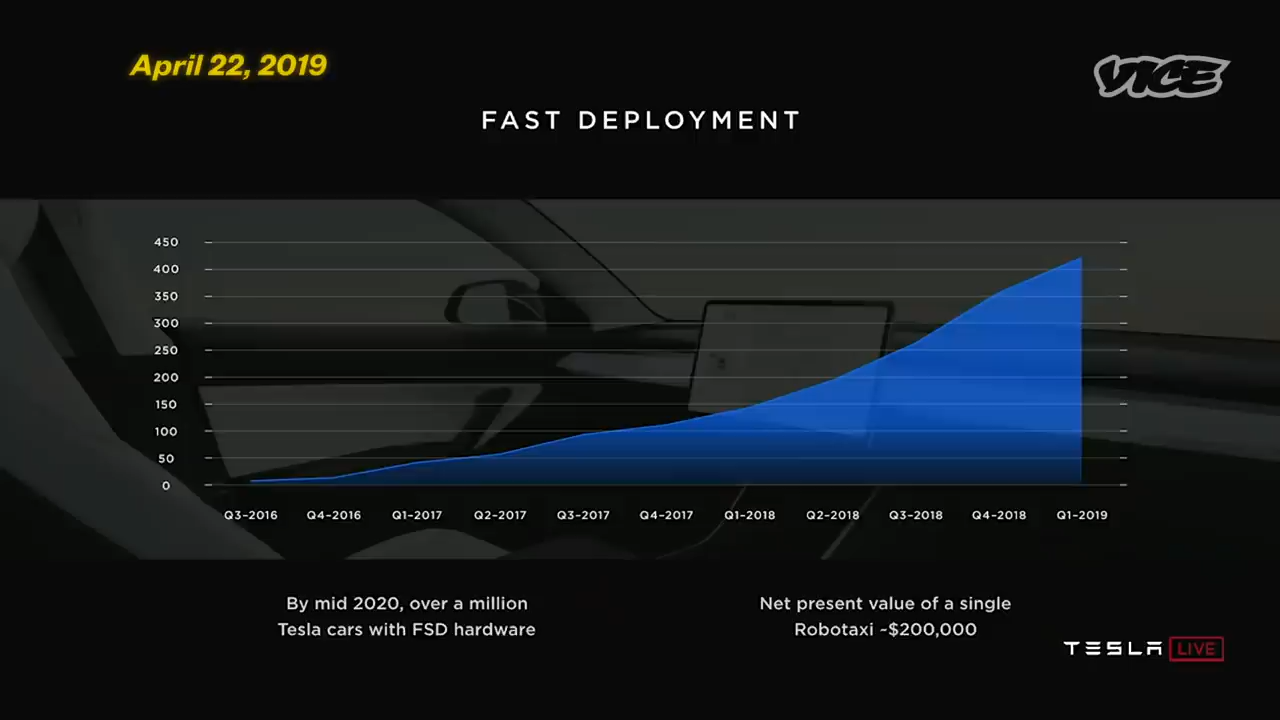 April 22, 2019
VICE
FAST DEPLOYMENT
450
400
350
300
250
200
150
100
50
0
Q3-2016 Q4-2016 Q1-2017 Q2-2017 Q3-2017 Q4-2017 Q1-2018 Q2-2018 Q3-2018 Q4-2018 Q1-2019
By mid 2020, over a million
Tesla cars with FSD hardware
Net present value of a single
Robotaxi ~$200,000
TESLA LIVE